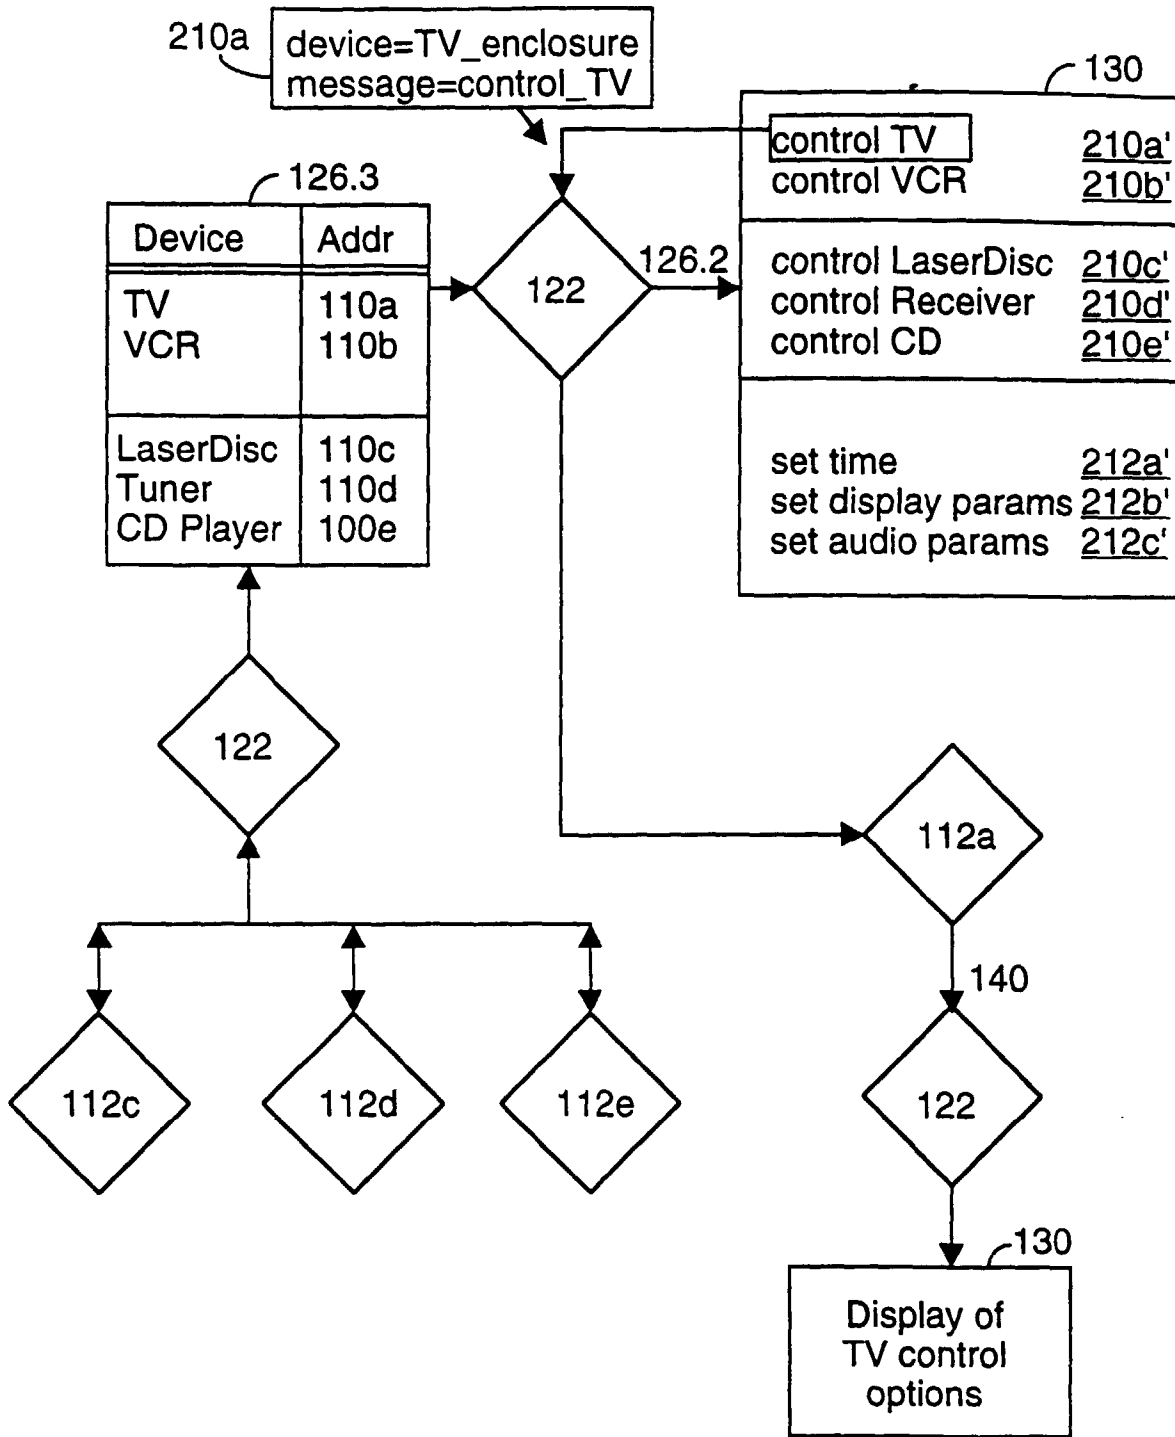 210a
device=TV_enclosure
message=control_TV
130
control TV 210a'
control VCR 210b'
126.3
Device Addr
TV 110a
VCR 110b
LaserDisc 110c
Tuner 110d
CD Player 100e
122
126.2
control LaserDisc 210c'
control Receiver 210d'
control CD 210e'
set time 212a'
set display params 212b'
set audio params 212c'
122
112a
140
112c
112d
112e
122
130
Display of
TV control
options